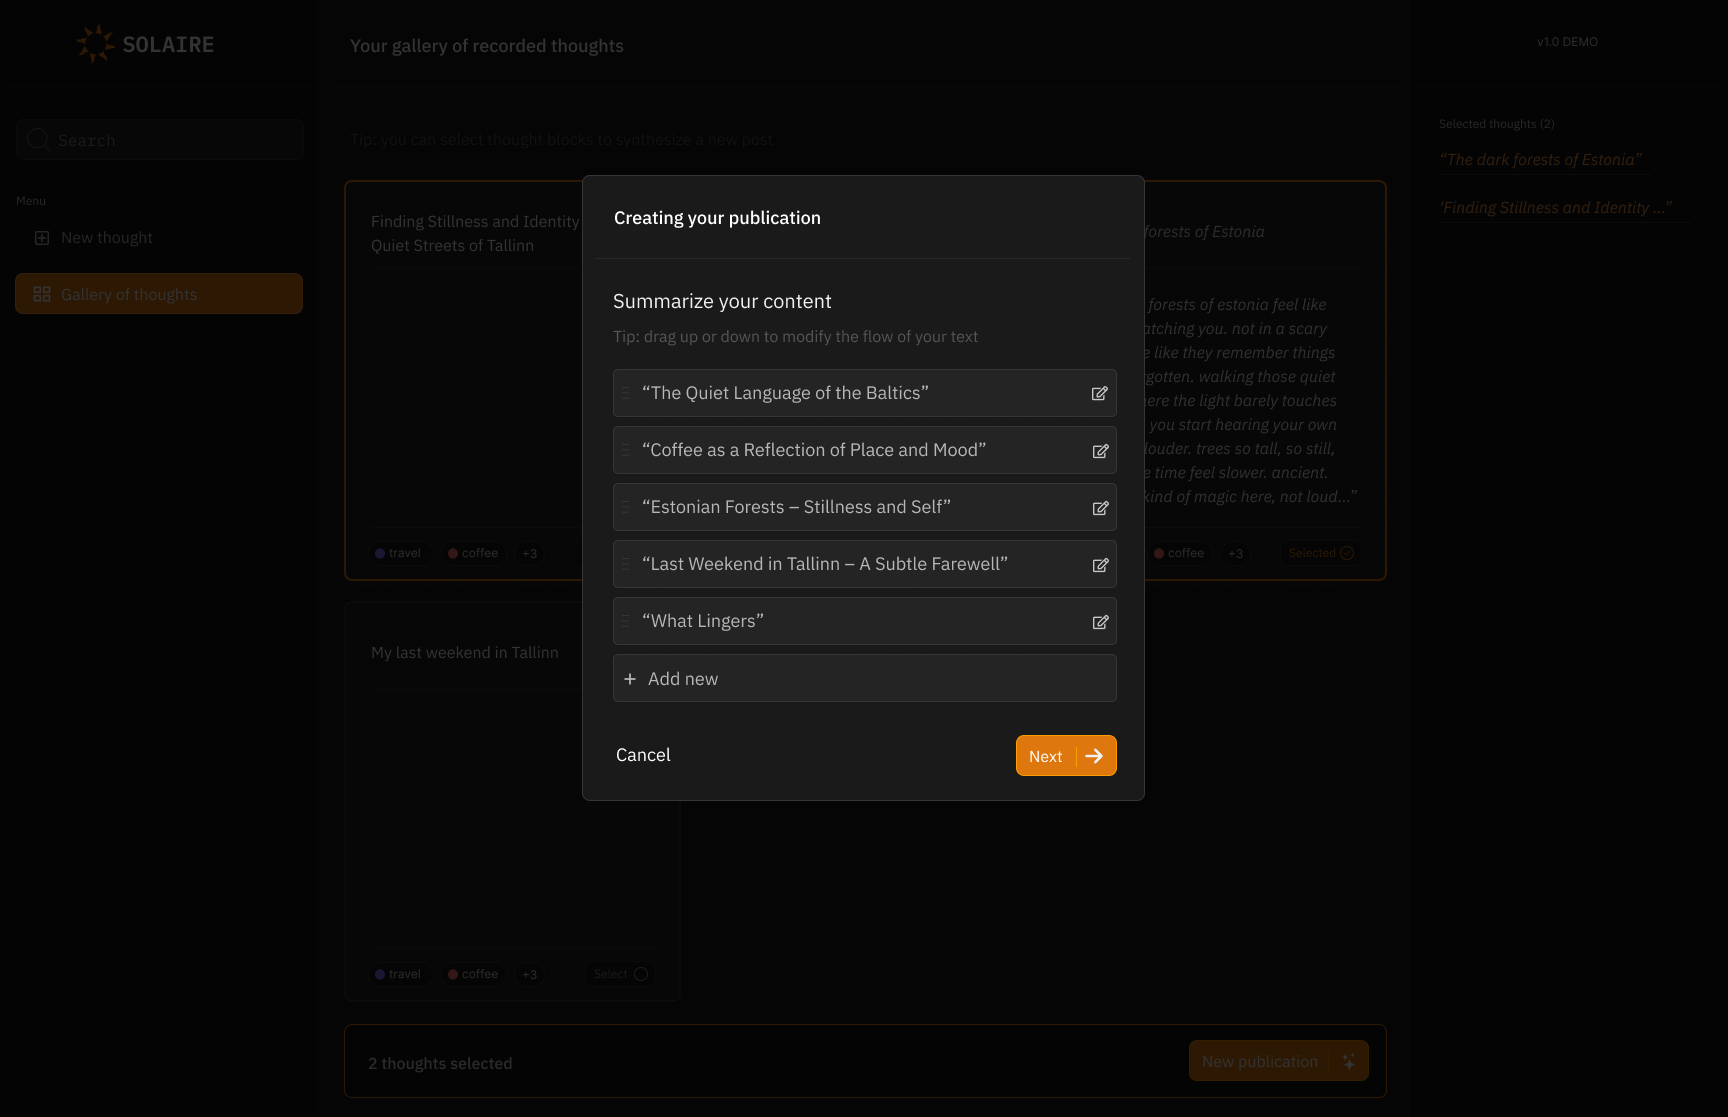 SOLAIRE
Search
Menu
New thought
Gallery of thoughts
Your gallery of recorded thoughts
Tip: you can select thought blocks to synthesize a new post
Finding Stillness and Identity
Quiet Streets of Tallinn
travel
coffee
+3
My last weekend in Tallinn
travel
coffee
+3
Select
Creating your publication
Summarize your content
Tip: drag up or down to modify the flow of your text
“The Quiet Language of the Baltics”
“Coffee as a Reflection of Place and Mood”
“Estonian Forests – Stillness and Self”
“Last Weekend in Tallinn – A Subtle Farewell”
“What Lingers”
+ Add new
Cancel
Next
forests of Estonia
forests of estonia feel like
atching you. not in a scary
e like they remember things
gotten. walking those quiet
ere the light barely touches
you start hearing your own
louder. trees so tall, so still,
e time feel slower. ancient.
kind of magic here, not loud...”
coffee
+3
Selected
2 thoughts selected
New publication
v1.0 DEMO
Selected thoughts (2)
“The dark forests of Estonia”
‘Finding Stillness and Identity ...”